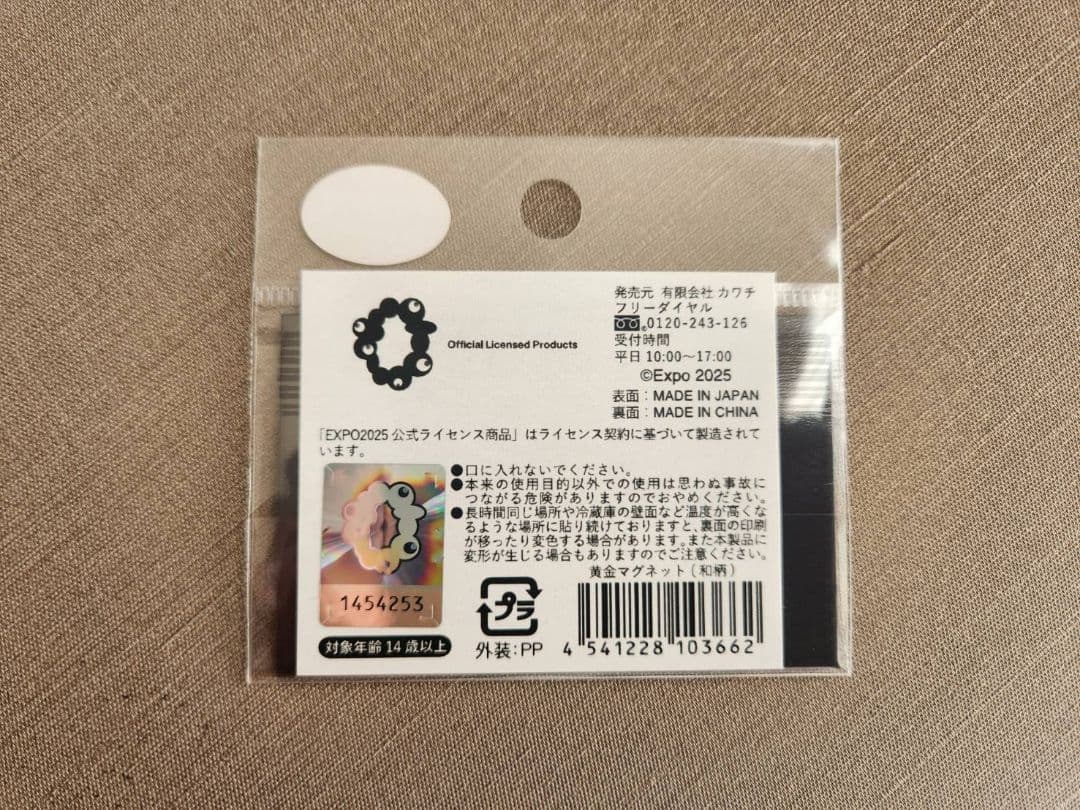 発売元 有限会社 カワチ
フリーダイヤル
0120-243-126
受付時間
平日 10:00～17:00
©Expo 2025
表面：MADE IN JAPAN
裏面：MADE IN CHINA
Official Licensed Products
「EXPO2025 公式ライセンス商品」はライセンス契約に基づいて製造されて
います。
●口に入れないでください。
●本来の使用目的以外での使用は思わぬ事故に
つながる危険がありますのでおやめください。
●長時間同じ場所や冷蔵庫の壁面など温度が高くな
るような場所に貼り続けておりますと、裏面の印刷
が移ったり変色する場合があります。また本製品に
変形が生じる場合もありますのでご注意ください。
黄金マグネット（和柄）
1454253
対象年齢 14 歳以上
プラ
外装：PP
4 541228 103662